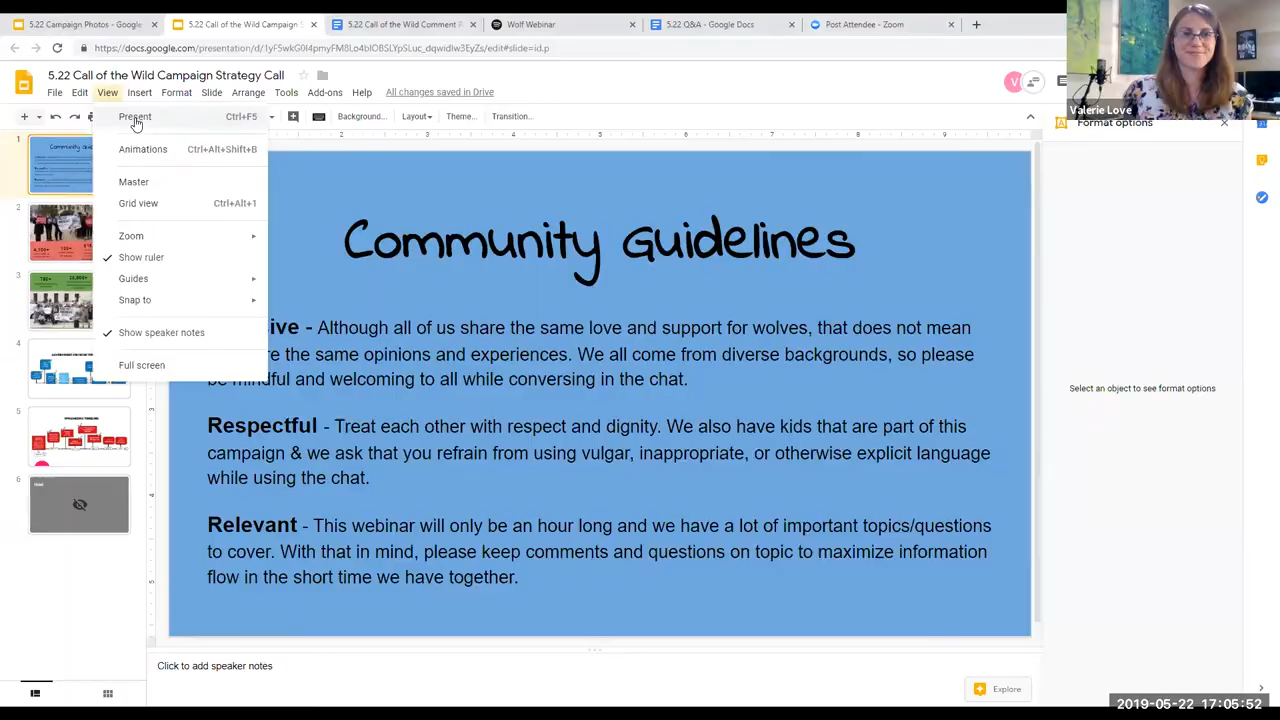 5.22 Campaign Photos - Google
5.22 Call of the Wild Campaign
5.22 Call of the Wild Comment
Wolf Webinar
5.22 Q&A - Google Docs
Post Attendee - Zoom
5.22 Call of the Wild Campaign Strategy Call
File Edit View Insert Format Slide Arrange Tools Add-ons Help All changes saved in Drive
Background... Layout Theme... Transition...
Present Ctrl+F5
Animations Ctrl+Alt+Shift+B
Master
Grid view Ctrl+Alt+1
Zoom
Show ruler
Guides
Snap to
Show speaker notes
Full screen
1
2
3
4
5
6
Community Guidelines
ive - Although all of us share the same love and support for wolves, that does not mean
re the same opinions and experiences. We all come from diverse backgrounds, so please
be mindful and welcoming to all while conversing in the chat.
Respectful - Treat each other with respect and dignity. We also have kids that are part of this
campaign & we ask that you refrain from using vulgar, inappropriate, or otherwise explicit language
while using the chat.
Relevant - This webinar will only be an hour long and we have a lot of important topics/questions
to cover. With that in mind, please keep comments and questions on topic to maximize information
flow in the short time we have together.
Click to add speaker notes
Explore
V
Valerie Love
Format options
Select an object to see format options
2019-05-22 17:05:52